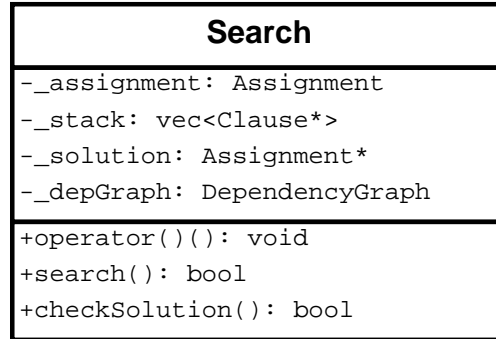 Search
-_assignment: Assignment
-_stack: vec<Clause*>
-_solution: Assignment*
-_depGraph: DependencyGraph
+operator()(): void
+search(): bool
+checkSolution(): bool